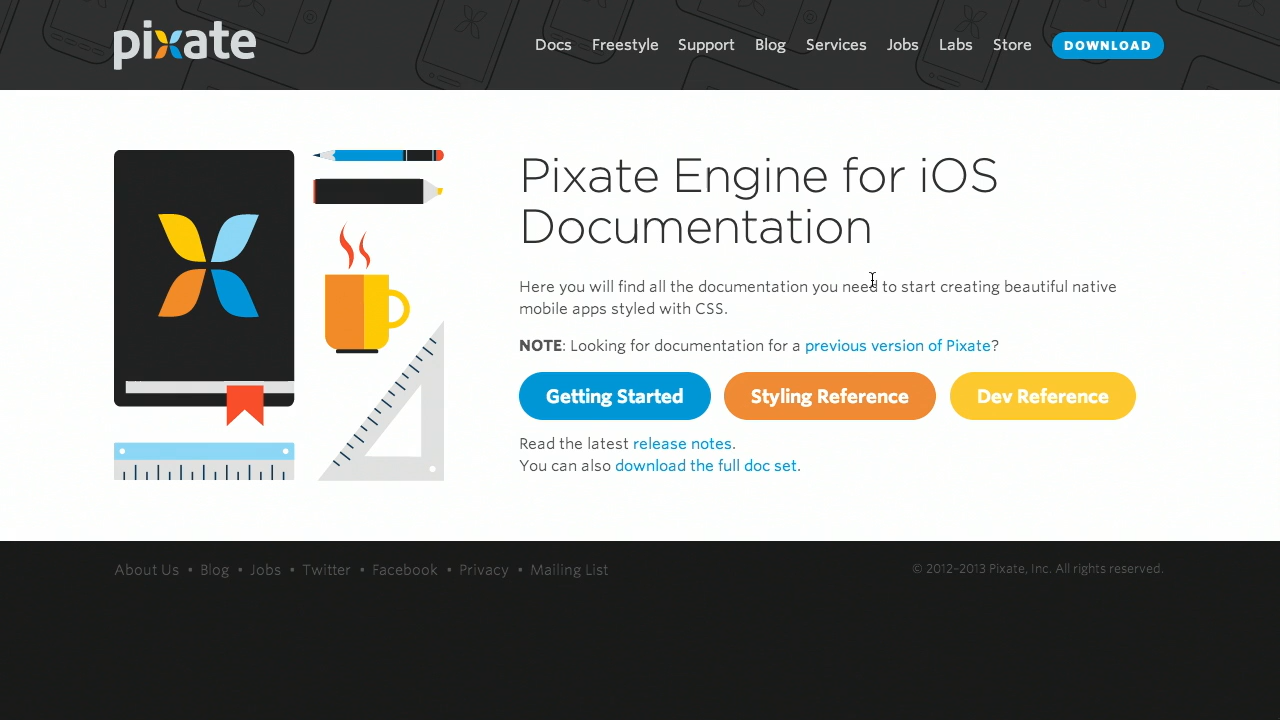 pixate
Docs Freestyle Support Blog Services Jobs Labs Store DOWNLOAD
Pixate Engine for iOS
Documentation
Here you will find all the documentation you need to start creating beautiful native
mobile apps styled with CSS.
NOTE: Looking for documentation for a previous version of Pixate?
Getting Started Styling Reference Dev Reference
Read the latest release notes.
You can also download the full doc set.
About Us • Blog • Jobs • Twitter • Facebook • Privacy • Mailing List
© 2012–2013 Pixate, Inc. All rights reserved.